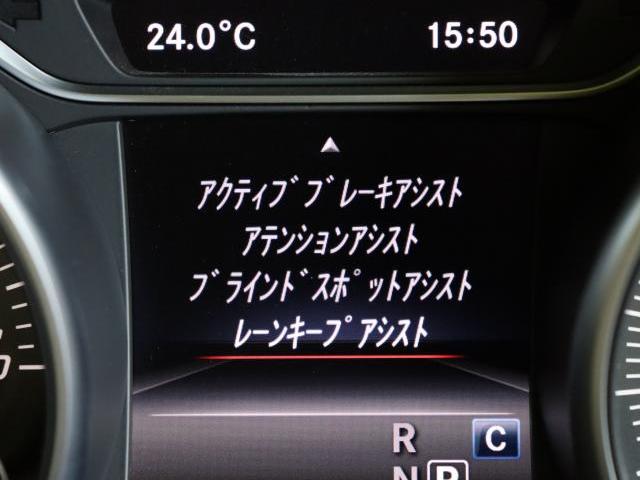 24.0°C 15:50
ｱｸﾃｨﾌﾞﾌﾞﾚｰｷｱｼｽﾄ
ｱﾃﾝｼｮﾝｱｼｽﾄ
ﾌﾞﾗｲﾝﾄﾞｽﾎﾟｯﾄｱｼｽﾄ
ﾚｰﾝｷｰﾌﾟｱｼｽﾄ
R C
N P